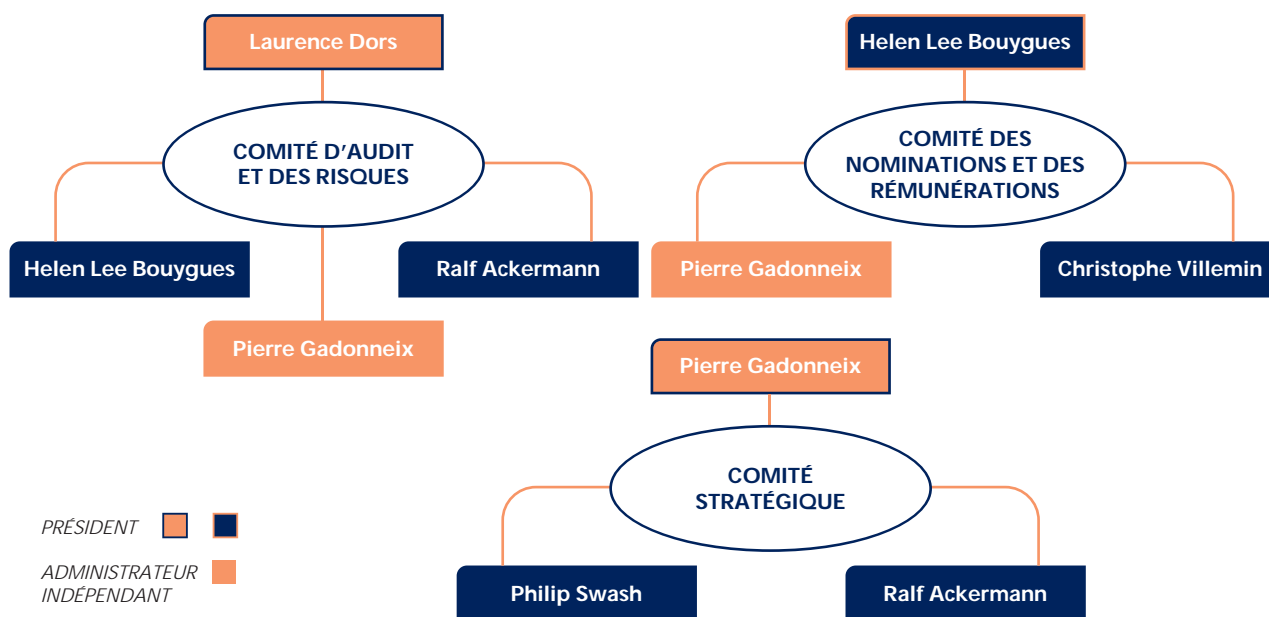 Laurence Dors
COMITÉ D'AUDIT
ET DES RISQUES
Helen Lee Bouygues
Ralf Ackermann
Pierre Gadonneix
Helen Lee Bouygues
COMITÉ DES
NOMINATIONS ET DES
RÉMUNÉRATIONS
Pierre Gadonneix
Christophe Villemin
Pierre Gadonneix
COMITÉ
STRATÉGIQUE
Philip Swash
Ralf Ackermann
PRÉSIDENT
ADMINISTRATEUR
INDÉPENDANT